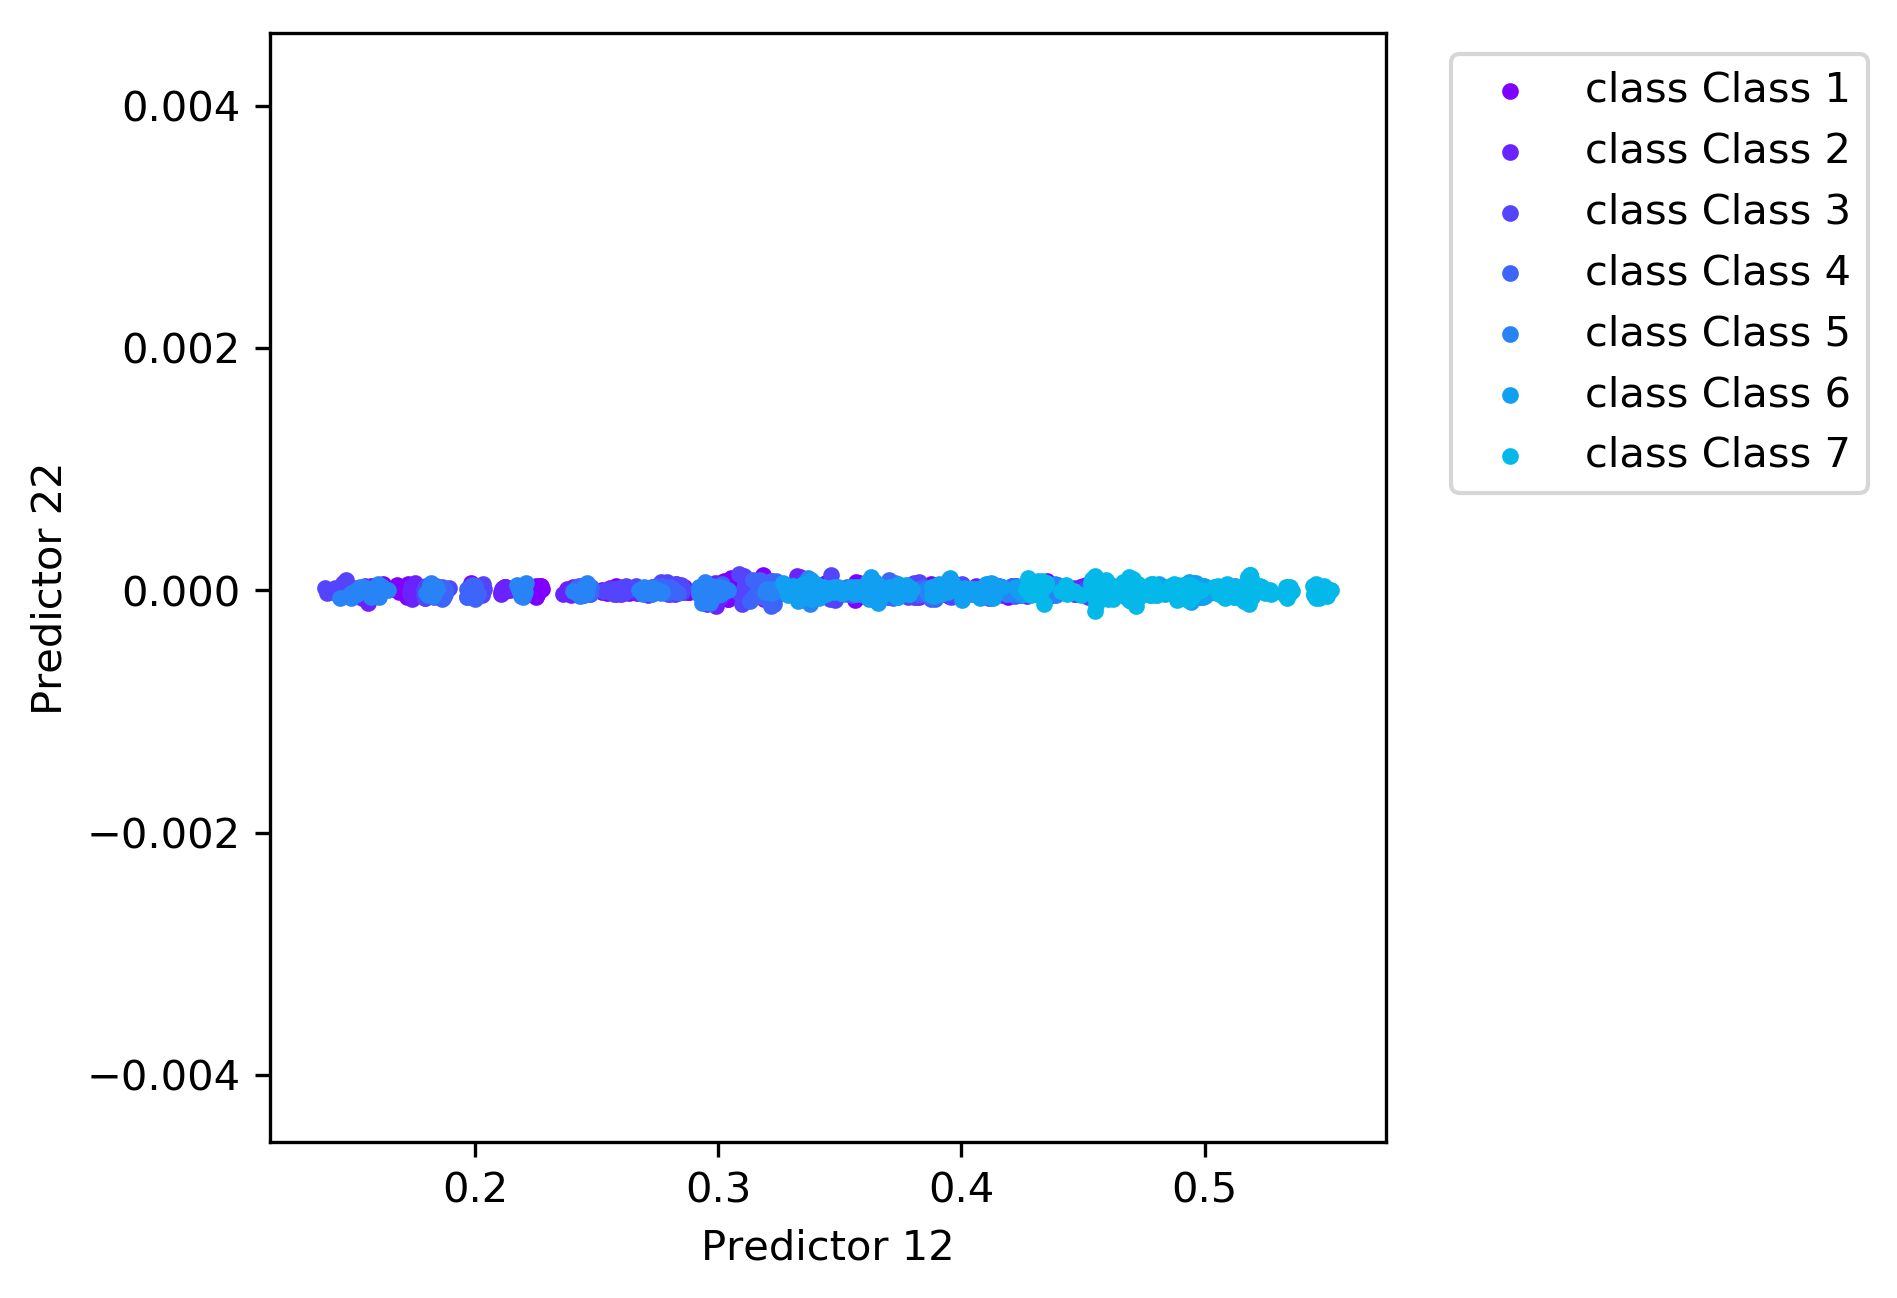 0.004
0.002
0.000
−0.002
−0.004
Predictor 22
0.2 0.3 0.4 0.5
Predictor 12
class Class 1
class Class 2
class Class 3
class Class 4
class Class 5
class Class 6
class Class 7